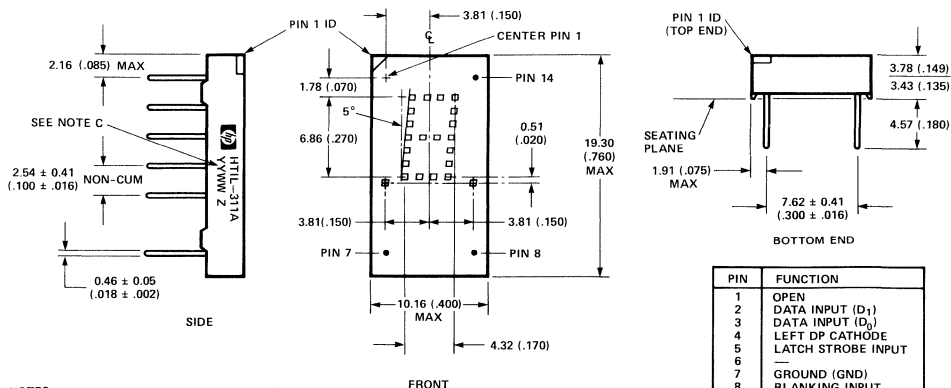 PIN 1 ID
2.16 (.085) MAX
SEE NOTE C
2.54 ± 0.41
(.100 ± .016)
NON-CUM
0.46 ± 0.05
(.018 ± .002)
hp
HTIL-311A
YYWW Z
SIDE
3.81 (.150)
CENTER PIN 1
PIN 14
1.78 (.070)
5°
6.86 (.270)
0.51
(.020)
19.30
(.760)
MAX
3.81(.150)
3.81 (.150)
PIN 7
PIN 8
10.16 (.400)
MAX
4.32 (.170)
FRONT
PIN 1 ID
(TOP END)
3.78 (.149)
3.43 (.135)
4.57 (.180)
SEATING
PLANE
1.91 (.075)
MAX
7.62 ± 0.41
(.300 ± .016)
BOTTOM END
PIN FUNCTION
1 OPEN
2 DATA INPUT (D₁)
3 DATA INPUT (D₀)
4 LEFT DP CATHODE
5 LATCH STROBE INPUT
6 —
7 GROUND (GND)
8 BLANKING INPUT